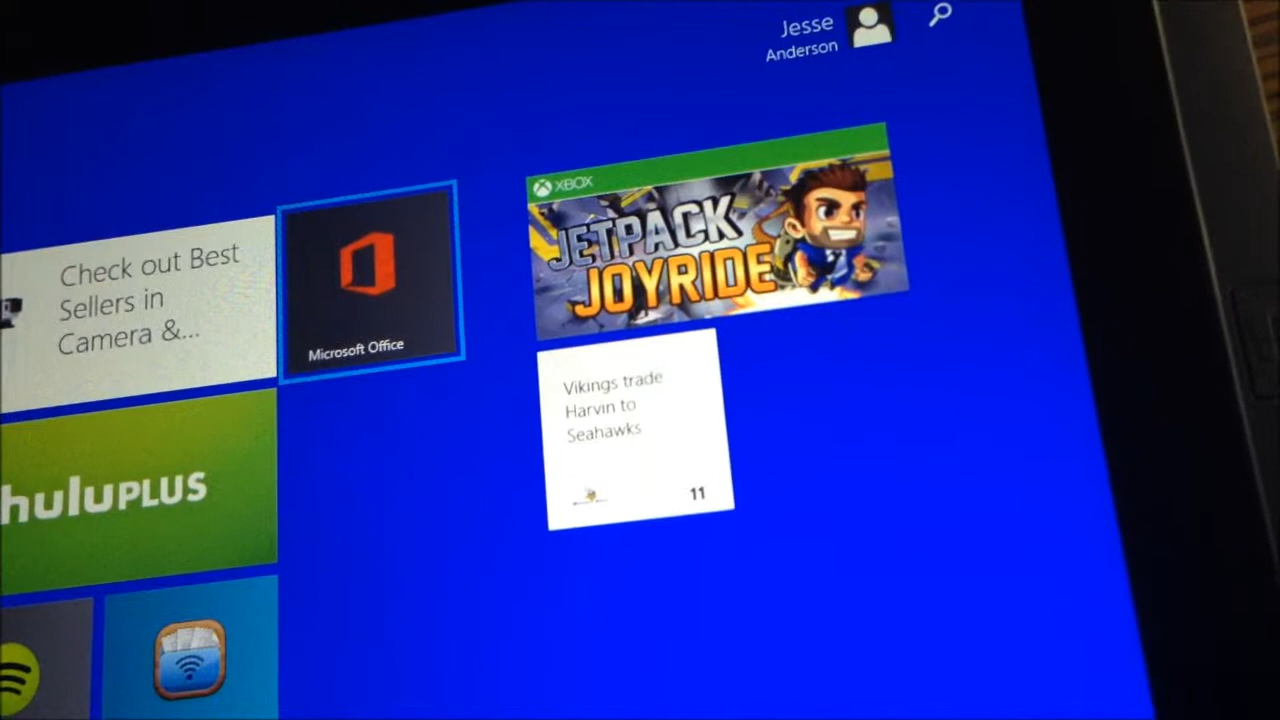 Jesse
Anderson
XBOX
JETPACK
JOYRIDE
Check out Best
Sellers in
Camera &...
Microsoft Office
Vikings trade
Harvin to
Seahawks
11
huluPLUS